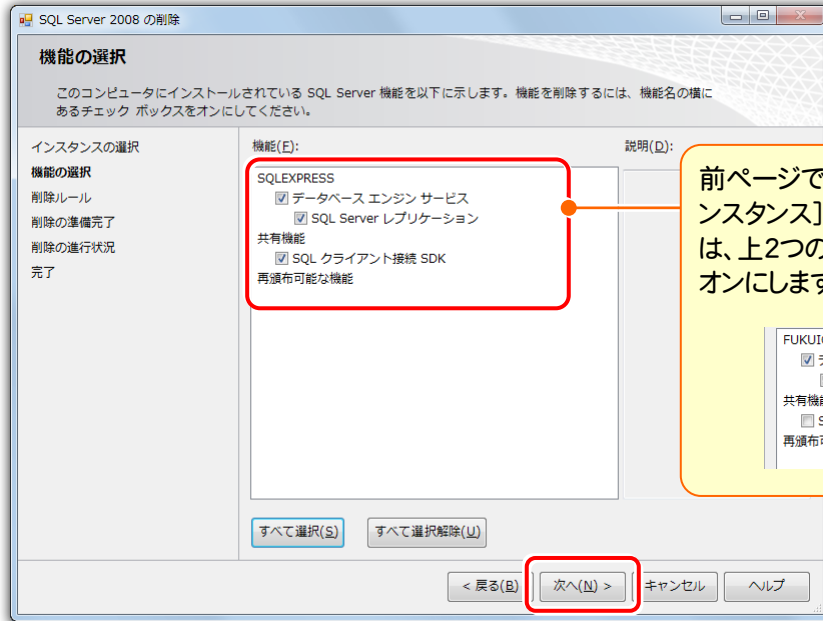 SQL Server 2008 の削除
機能の選択
このコンピュータにインストールされている SQL Server 機能を以下に示します。機能を削除するには、機能名の横に
あるチェック ボックスをオンにしてください。
インスタンスの選択
機能の選択
削除ルール
削除の準備完了
削除の進行状況
完了
機能(F):
SQLEXPRESS
データベース エンジン サービス
SQL Server レプリケーション
共有機能
SQL クライアント接続 SDK
再頒布可能な機能
説明(D):
前ページで
ンスタンス]
は、上2つの
オンにします
FUKUI
共有機能
S
再頒布可
すべて選択(S)
すべて選択解除(U)
< 戻る(B)
次へ(N) >
キャンセル
ヘルプ